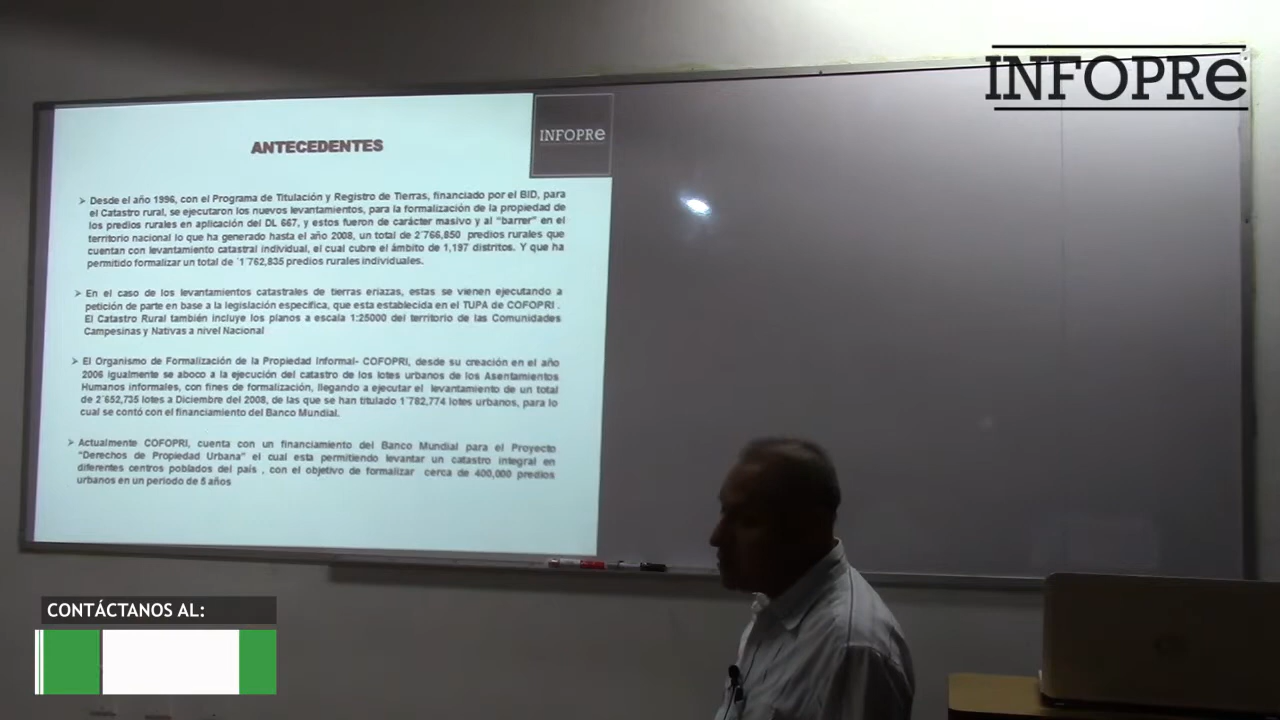 INFOPRe
INFOPRe
ANTECEDENTES
➢ Desde el año 1996, con el Programa de Titulación y Registro de Tierras, financiado por el BID, para
el Catastro rural, se ejecutaron los nuevos levantamientos, para la formalización de la propiedad de
los predios rurales en aplicación del DL 667, y estos fueron de carácter masivo y al "barrer" en el
territorio nacional lo que ha generado hasta el año 2008, un total de 2´766,850 predios rurales que
cuentan con levantamiento catastral individual, el cual cubre el ámbito de 1,197 distritos. Y que ha
permitido formalizar un total de ´1´762,835 predios rurales individuales.
➢ En el caso de los levantamientos catastrales de tierras eriazas, estas se vienen ejecutando a
petición de parte en base a la legislación específica, que esta establecida en el TUPA de COFOPRI .
El Catastro Rural también incluye los planos a escala 1:25000 del territorio de las Comunidades
Campesinas y Nativas a nivel Nacional
➢ El Organismo de Formalización de la Propiedad Informal- COFOPRI, desde su creación en el año
2006 igualmente se aboco a la ejecución del catastro de los lotes urbanos de los Asentamientos
Humanos informales, con fines de formalización, llegando a ejecutar el levantamiento de un total
de 2´652,735 lotes a Diciembre del 2008, de las que se han titulado 1´782,774 lotes urbanos, para lo
cual se contó con el financiamiento del Banco Mundial.
➢ Actualmente COFOPRI, cuenta con un financiamiento del Banco Mundial para el Proyecto
"Derechos de Propiedad Urbana" el cual esta permitiendo levantar un catastro integral en
diferentes centros poblados del país , con el objetivo de formalizar cerca de 400,000 predios
urbanos en un periodo de 5 años
CONTÁCTANOS AL: